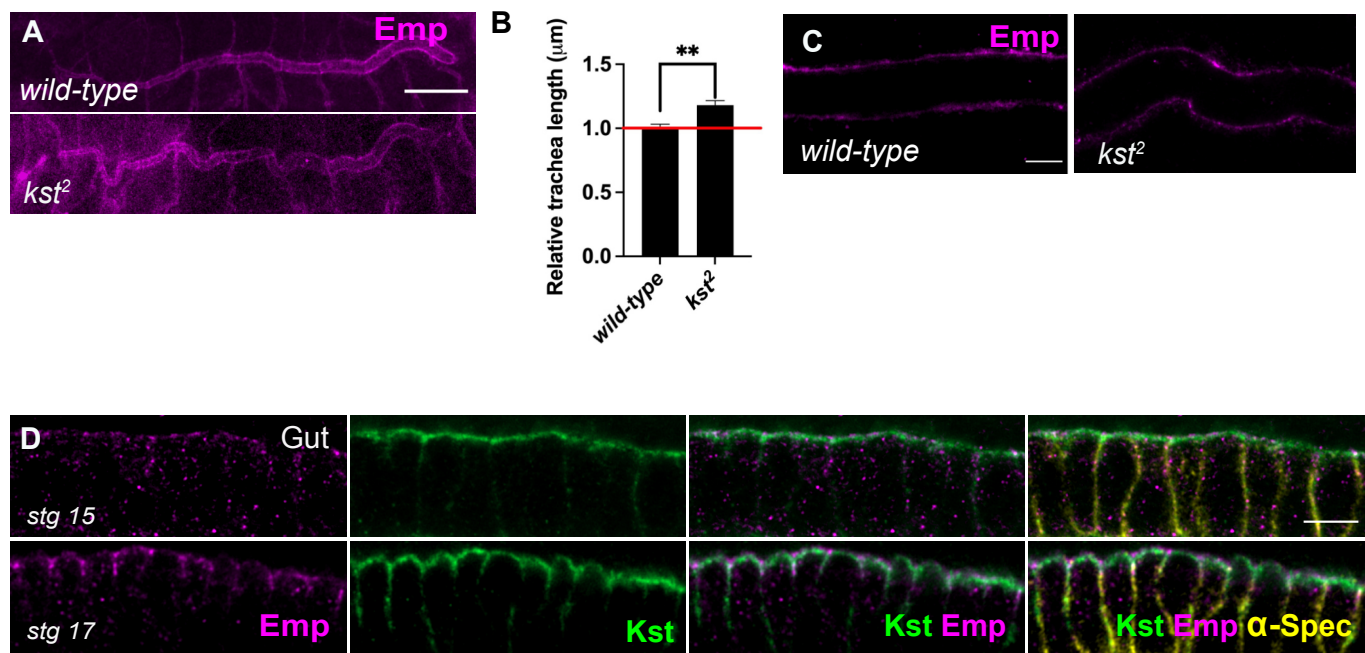 A
Emp
wild-type
kst²
B
Relative trachea length (μm)
1.5
1.0
0.5
0.0
**
wild-type
kst²
C
Emp
wild-type
kst²
D
Gut
stg 15
stg 17
Emp
Kst
Kst Emp
Kst Emp α-Spec